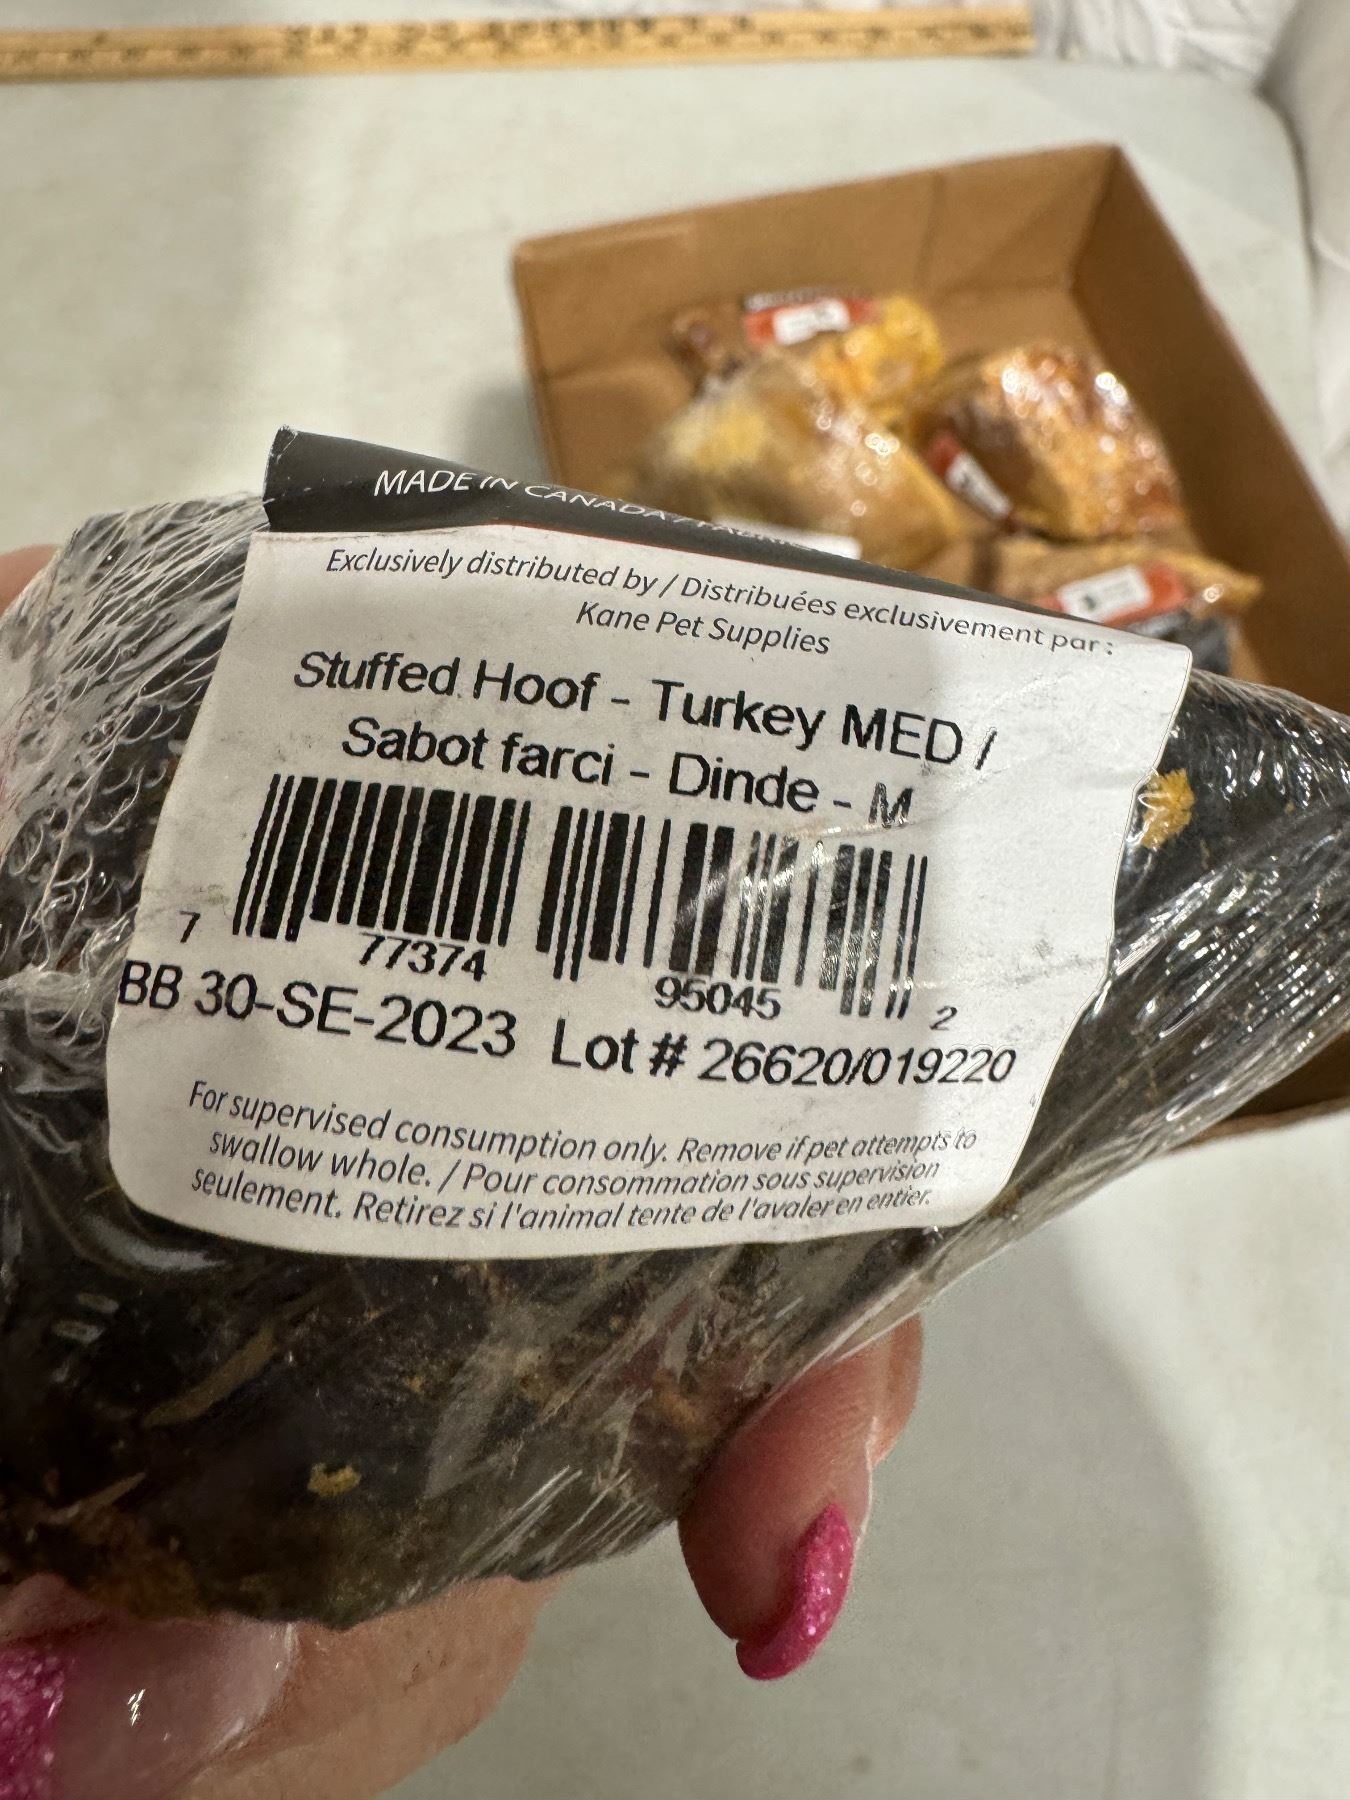 MADE IN CANADA /
Exclusively distributed by / Distribuées exclusivement par :
Kane Pet Supplies
Stuffed Hoof - Turkey MED /
Sabot farci - Dinde - M
7 77374 95045 2
BB 30-SE-2023 Lot # 26620/019220
For supervised consumption only. Remove if pet attempts to
swallow whole. / Pour consommation sous supervision
seulement. Retirez si l'animal tente de l'avaler en entier.